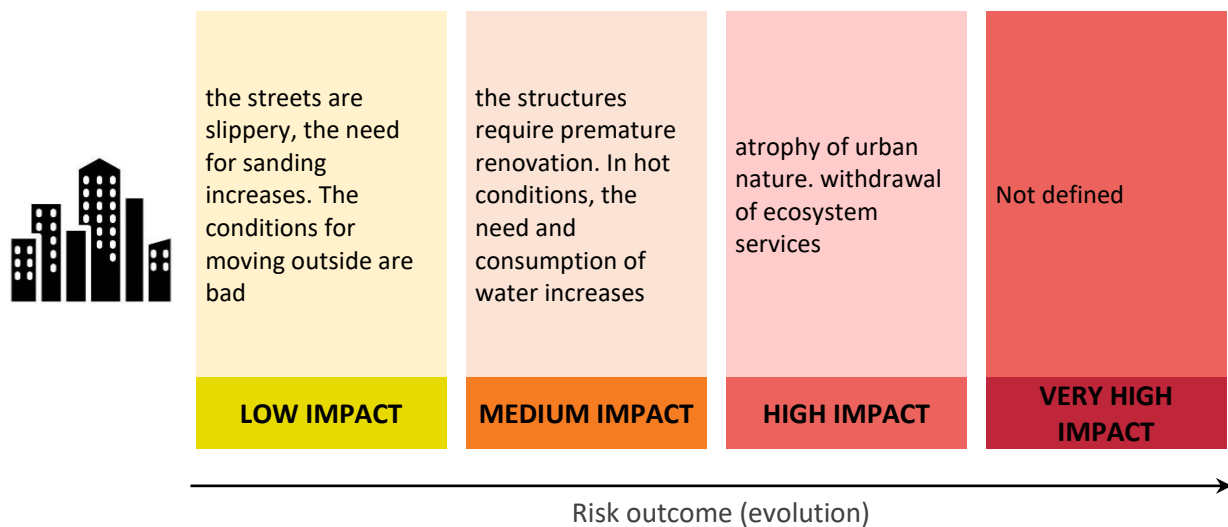 the streets are
slippery, the need
for sanding
increases. The
conditions for
moving outside are
bad
LOW IMPACT
the structures
require premature
renovation. In hot
conditions, the
need and
consumption of
water increases
MEDIUM IMPACT
atrophy of urban
nature. withdrawal
of ecosystem
services
HIGH IMPACT
Not defined
VERY HIGH
IMPACT
Risk outcome (evolution)